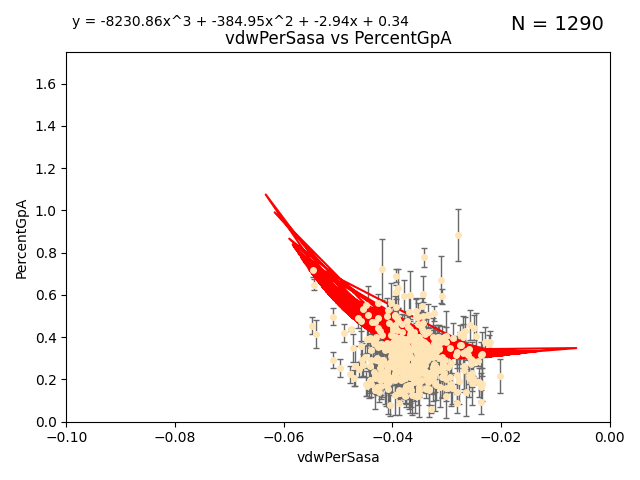 y = -8230.86x^3 + -384.95x^2 + -2.94x + 0.34
N = 1290
vdwPerSasa vs PercentGpA
PercentGpA
1.6
1.4
1.2
1.0
0.8
0.6
0.4
0.2
0.0
−0.10 −0.08 −0.06 −0.04 −0.02 0.00
vdwPerSasa